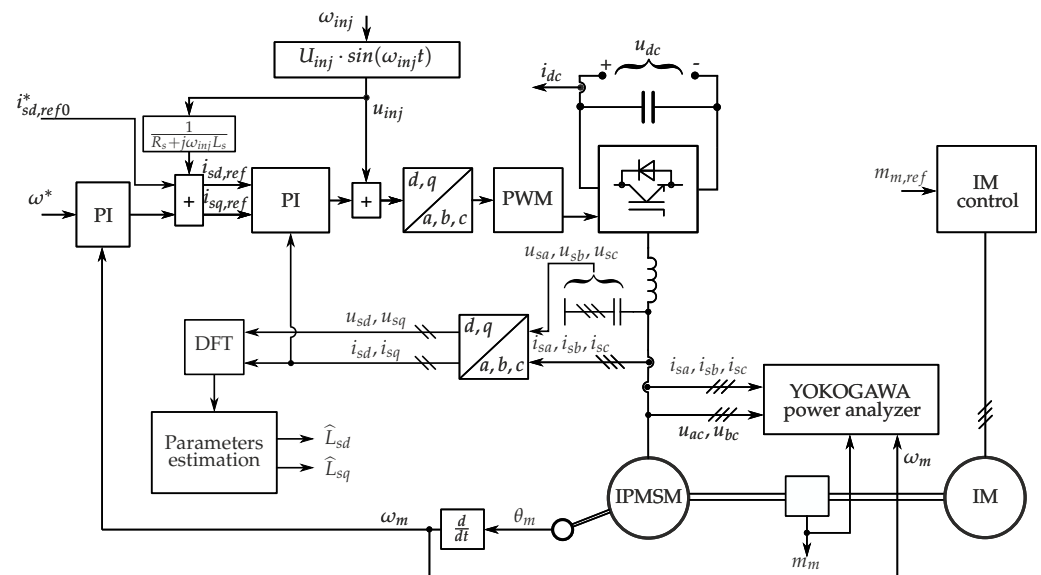 ω_inj
U_inj · sin(ω_inj t)
u_dc
+ -
i_dc
i*_sd,ref0
u_inj
1
R_s+jω_inj L_s
i_sd,ref
i_sq,ref
ω*
PI
+
PI
+
d, q
a, b, c
PWM
m_m,ref
IM
control
u_sa, u_sb, u_sc
u_sd, u_sq
d, q
a, b, c
DFT
i_sd, i_sq
i_sa, i_sb, i_sc
i_sa, i_sb, i_sc
YOKOGAWA
power analyzer
u_ac, u_bc
Parameters
estimation
L̂_sd
L̂_sq
ω_m
IPMSM
IM
ω_m
d
dt
θ_m
m_m